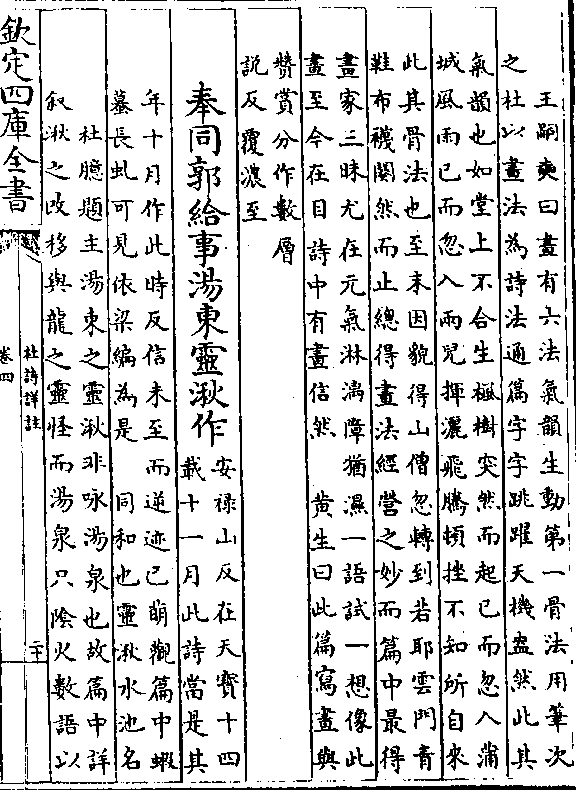 王嗣奭曰畫有六法氣韻生動第一骨法用筆次
之杜以畫法為詩法通篇字字跳躍天機盎然此其
氣韻也如堂上不合生楓樹突然而起已而忽入蒲
城風雨已而忽入兩兒揮灑飛騰頓挫不知所自來
此其骨法也至末因貌得山僧忽轉到若耶雲門青
鞋布襪闋然而止總得畫法經營之妙而篇中最得
畫家三昧尤在元氣淋漓障猶濕一語試一想像此
畫至今在目詩中有畫信然 黄生曰此篇寫畫與
贊賞分作數層
説反覆濃至
奉同郭給事湯東靈湫作
安禄山反在天寶十四
載十一月此詩當是其
年十月作此時反信未至而逆迹已萌觀篇中蝦
蟇長虬可見依梁編為是 同和也靈湫水池名
杜臆題主湯東之靈湫非咏湯泉也故篇中詳
叙湫之改移與龍之靈怪而湯泉只陰火數語以
欽定四庫全書
杜詩詳註
卷四
二十